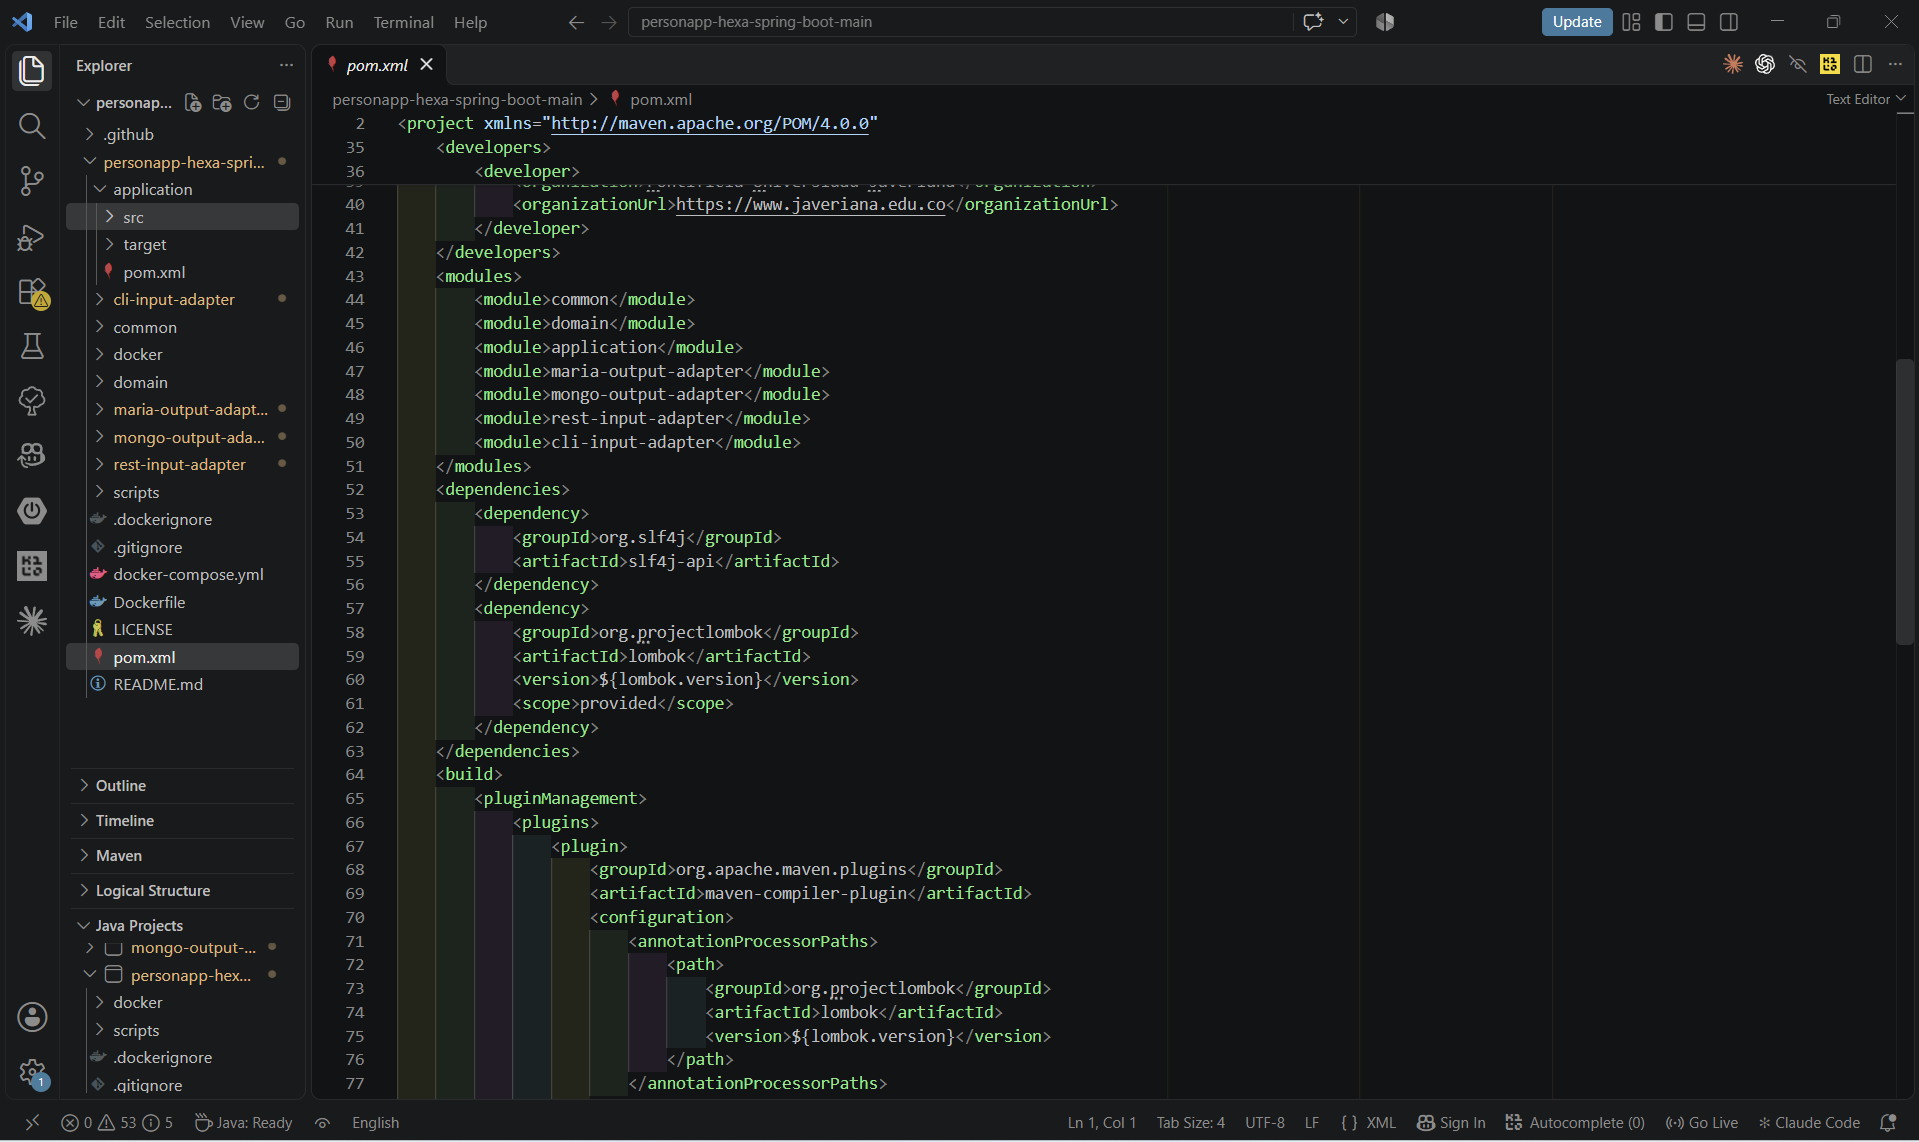 File Edit Selection View Go Run Terminal Help
personapp-hexa-spring-boot-main
Update
Explorer
personap...
.github
personapp-hexa-spri...
application
src
target
pom.xml
cli-input-adapter
common
docker
domain
maria-output-adapt...
mongo-output-ada...
rest-input-adapter
scripts
.dockerignore
.gitignore
docker-compose.yml
Dockerfile
LICENSE
pom.xml
README.md
Outline
Timeline
Maven
Logical Structure
Java Projects
mongo-output-...
personapp-hex...
docker
scripts
.dockerignore
.gitignore
1
pom.xml
personapp-hexa-spring-boot-main > pom.xml
Text Editor
2 <project xmlns="http://maven.apache.org/POM/4.0.0"
35 <developers>
36 <developer>
40 <organizationUrl>https://www.javeriana.edu.co</organizationUrl>
41 </developer>
42 </developers>
43 <modules>
44 <module>common</module>
45 <module>domain</module>
46 <module>application</module>
47 <module>maria-output-adapter</module>
48 <module>mongo-output-adapter</module>
49 <module>rest-input-adapter</module>
50 <module>cli-input-adapter</module>
51 </modules>
52 <dependencies>
53 <dependency>
54 <groupId>org.slf4j</groupId>
55 <artifactId>slf4j-api</artifactId>
56 </dependency>
57 <dependency>
58 <groupId>org.projectlombok</groupId>
59 <artifactId>lombok</artifactId>
60 <version>${lombok.version}</version>
61 <scope>provided</scope>
62 </dependency>
63 </dependencies>
64 <build>
65 <pluginManagement>
66 <plugins>
67 <plugin>
68 <groupId>org.apache.maven.plugins</groupId>
69 <artifactId>maven-compiler-plugin</artifactId>
70 <configuration>
71 <annotationProcessorPaths>
72 <path>
73 <groupId>org.projectlombok</groupId>
74 <artifactId>lombok</artifactId>
75 <version>${lombok.version}</version>
76 </path>
77 </annotationProcessorPaths>
0 53 5 Java: Ready English Ln 1, Col 1 Tab Size: 4 UTF-8 LF { } XML Sign In Autocomplete (0) Go Live Claude Code